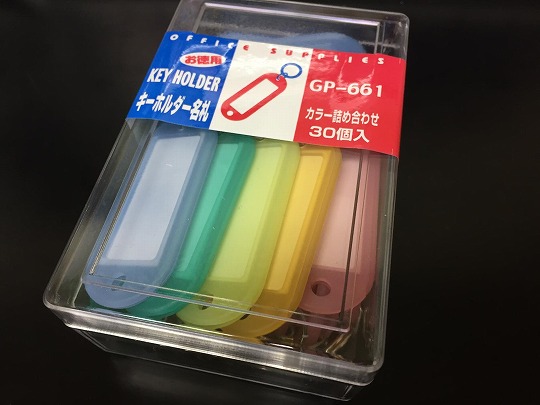 OFFICE SUPPLIES
お徳用
KEY HOLDER
キーホルダー名札
GP-661
カラー詰め合わせ
30個入